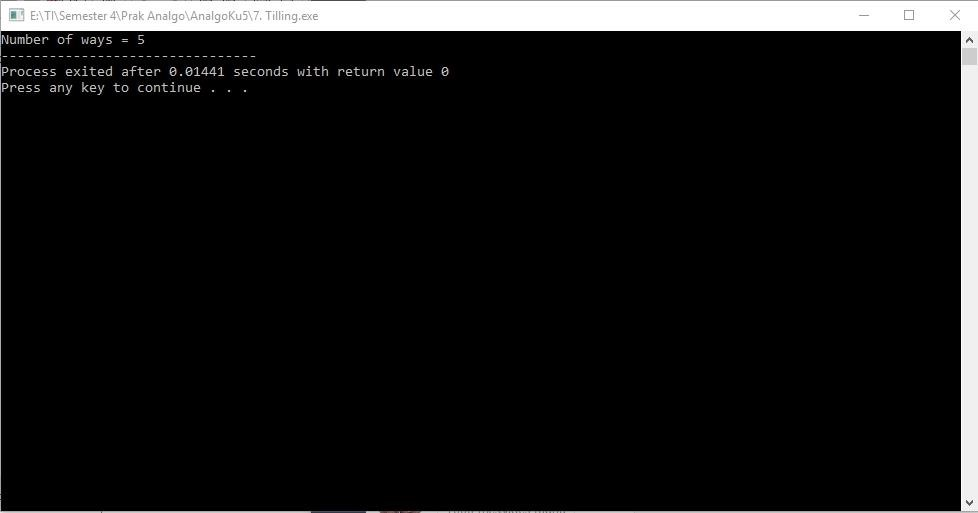 E:\TI\Semester 4\Prak Analgo\AnalgoKu5\7. Tilling.exe
Number of ways = 5
--------------------------------
Process exited after 0.01441 seconds with return value 0
Press any key to continue . . .